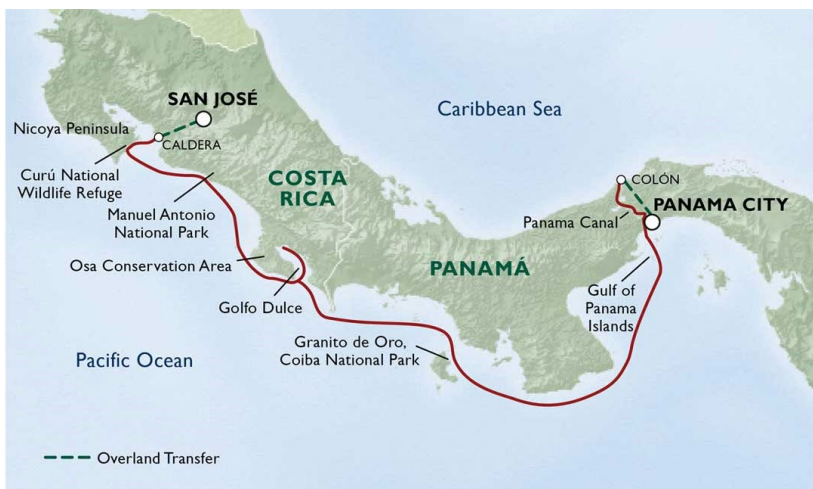 Caribbean Sea
SAN JOSÉ
Nicoya Peninsula
CALDERA
Curú National
Wildlife Refuge
COSTA
RICA
COLÓN
PANAMA CITY
Manuel Antonio
National Park
Panama Canal
Osa Conservation Area
PANAMÁ
Golfo Dulce
Gulf of
Panama
Islands
Granito de Oro,
Coiba National Park
Pacific Ocean
Overland Transfer